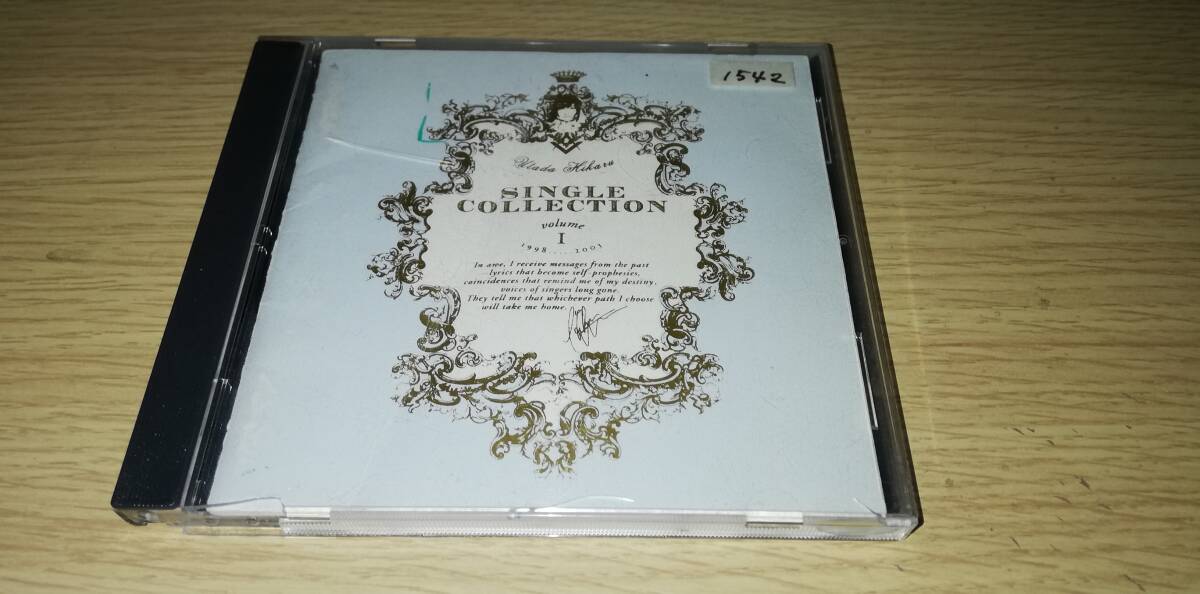 1542
Utada Hikaru
SINGLE
COLLECTION
volume
I
1998.....2001
In awe, I receive messages from the past
—lyrics that become self-prophesies,
coincidences that remind me of my destiny,
voices of singers long gone.
They tell me that whichever path I choose
will take me home.